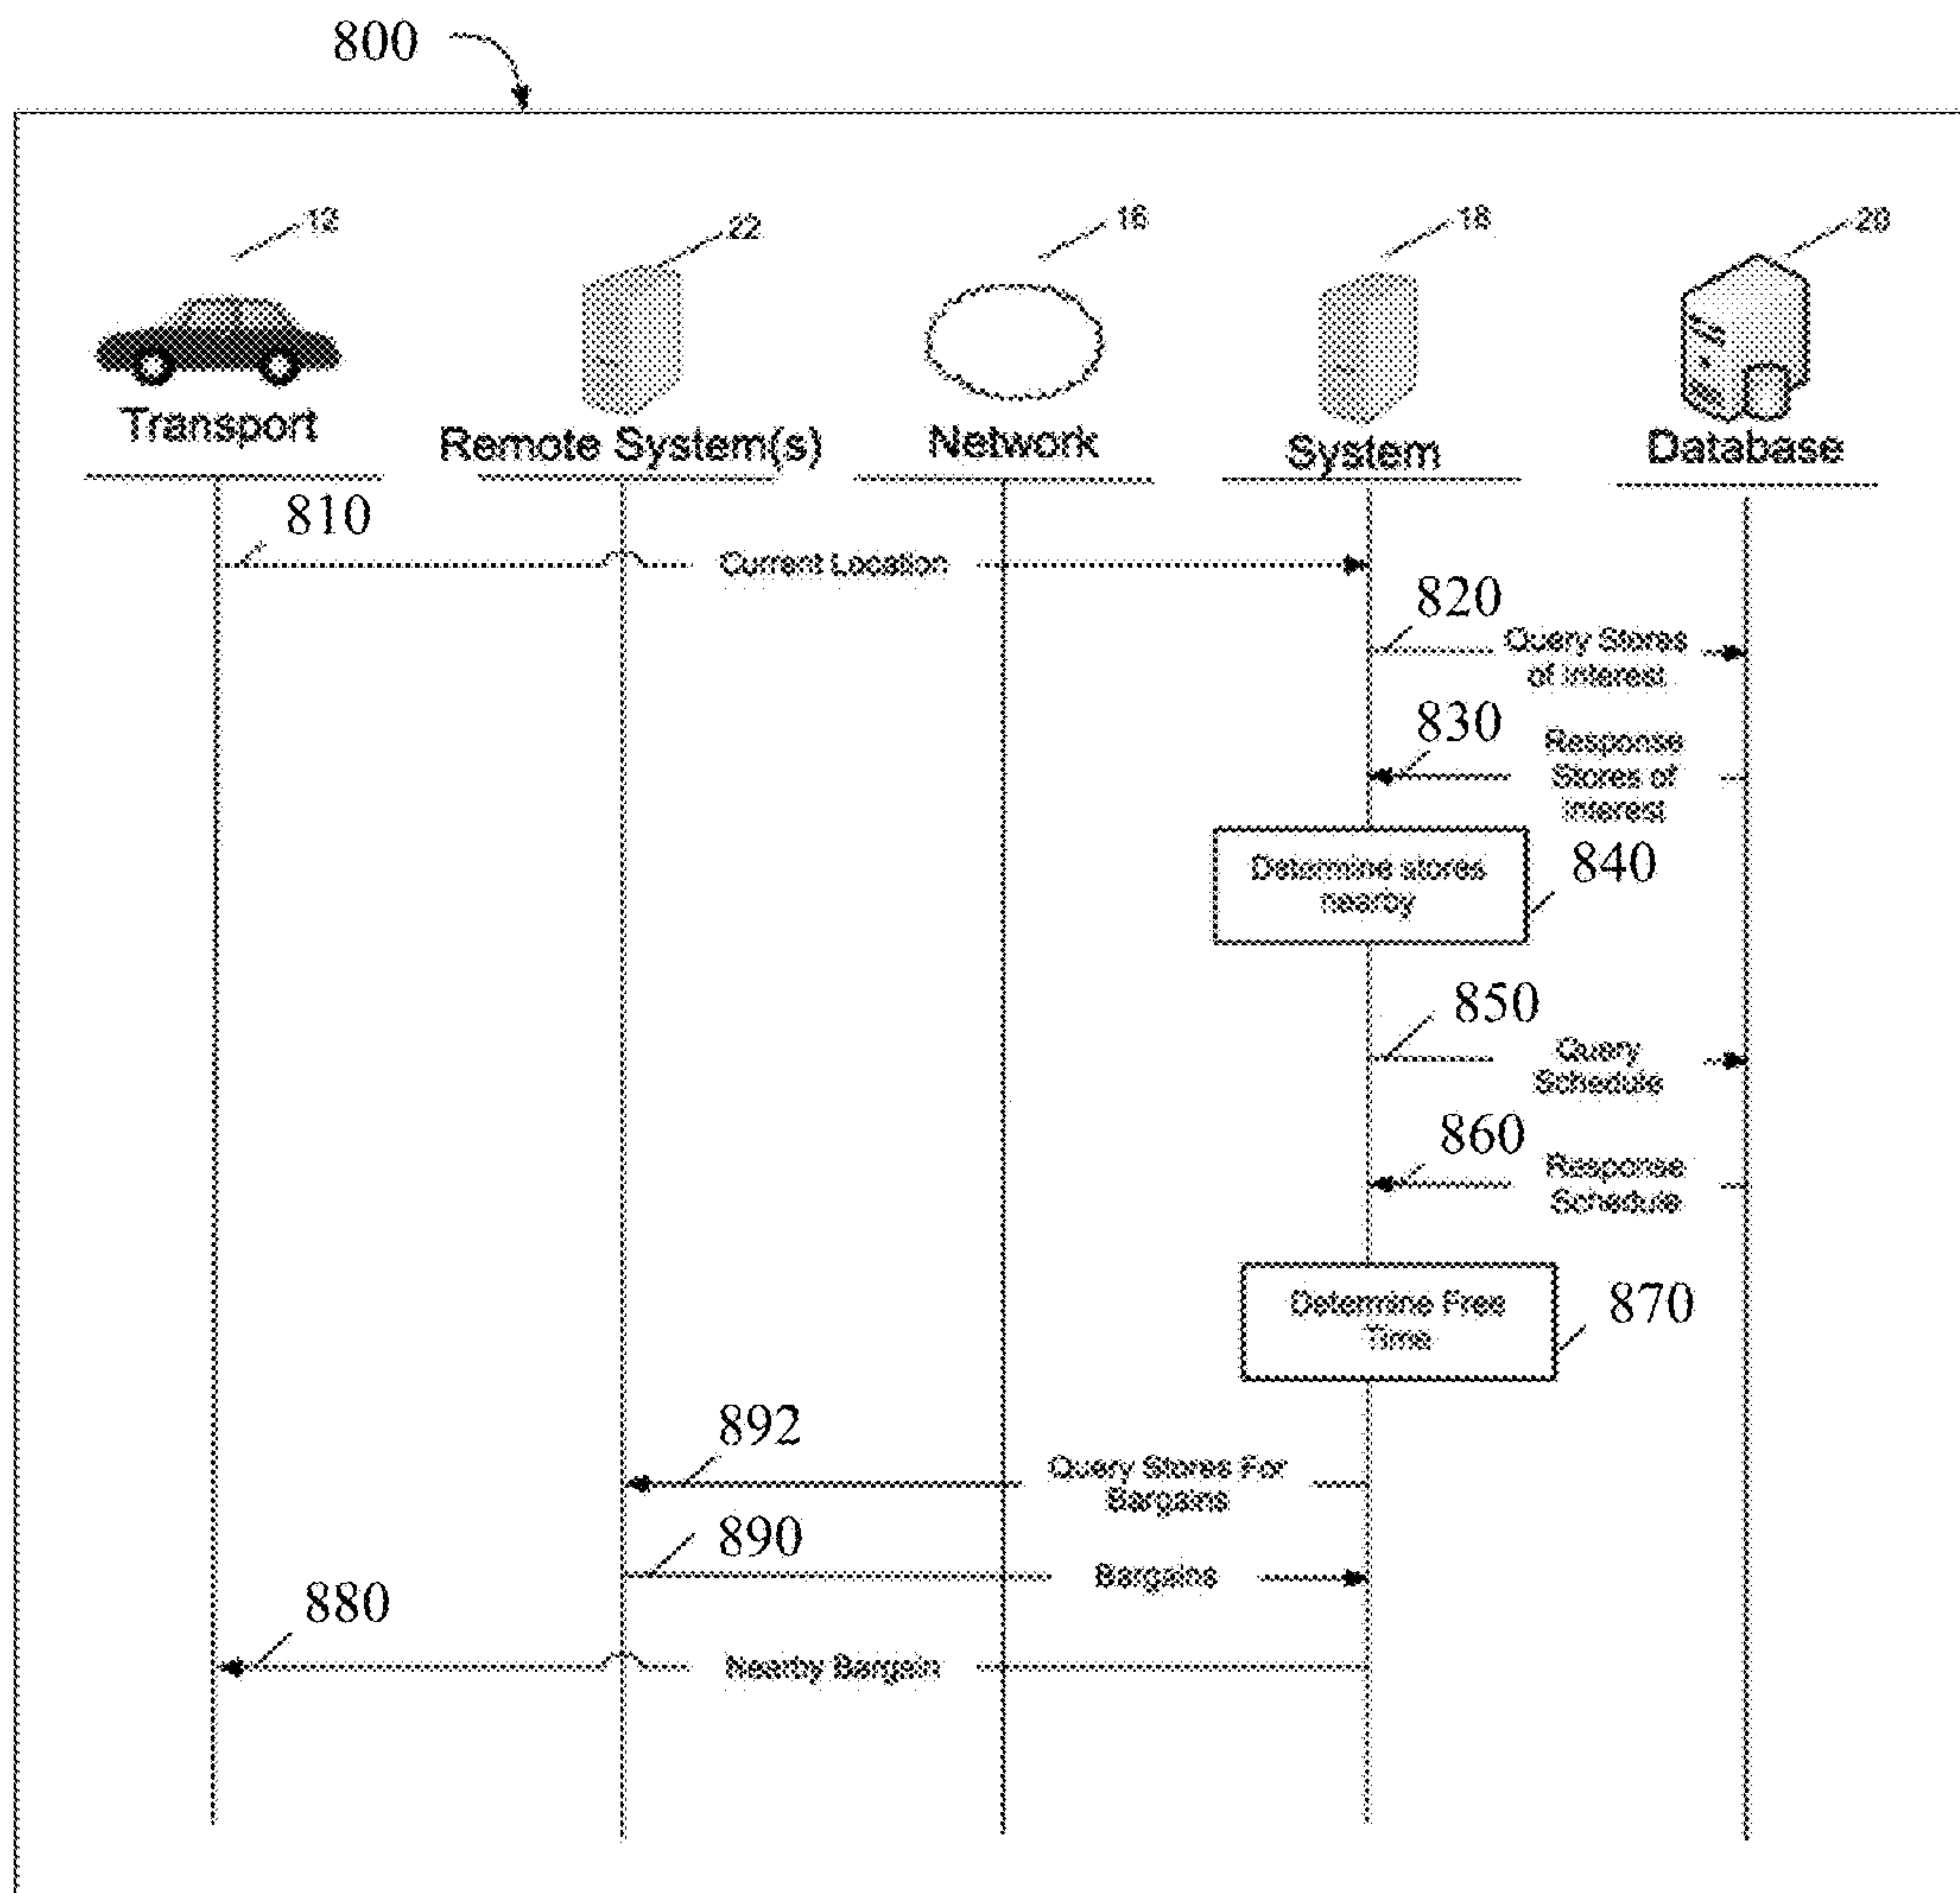 800
12
22
16
18
20
Transport
Remote System(s)
Network
System
Database
810
Current Location
820
Query Stores
of Interest
830
Response
Stores of
Interest
Determine stores
nearby
840
850
Query
Schedule
860
Response
Schedule
Determine Free
Time
870
892
Query Stores For
Bargains
890
Bargains
880
Nearby Bargain